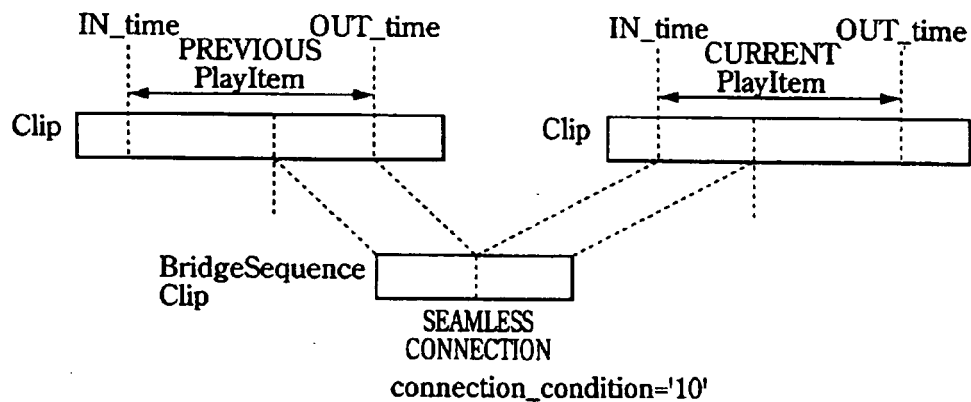 IN_time
OUT_time
PREVIOUS
PlayItem
Clip
IN_time
OUT_time
CURRENT
PlayItem
Clip
BridgeSequence
Clip
SEAMLESS
CONNECTION
connection_condition='10'